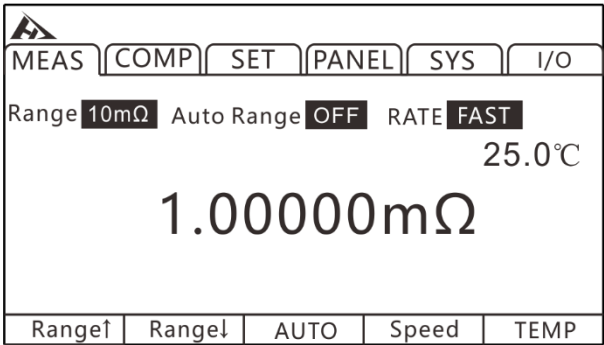 MEAS COMP SET PANEL SYS I/O
Range 10mΩ Auto Range OFF RATE FAST
25.0℃
1.00000mΩ
Range↑ Range↓ AUTO Speed TEMP